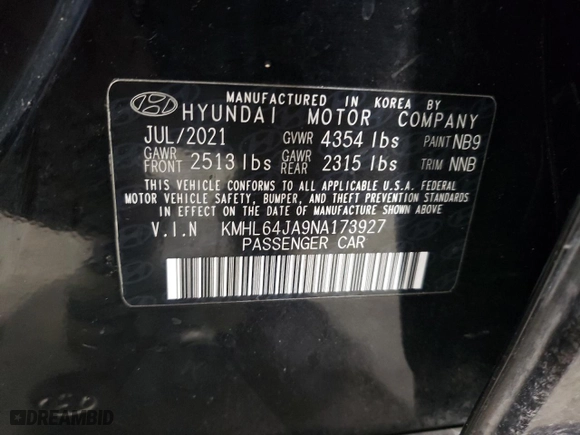 MANUFACTURED IN KOREA BY
HYUNDAI MOTOR COMPANY
JUL/2021 GVWR 4354 lbs PAINT NB9
GAWR FRONT 2513 lbs GAWR REAR 2315 lbs TRIM NNB
THIS VEHICLE CONFORMS TO ALL APPLICABLE U.S.A. FEDERAL
MOTOR VEHICLE SAFETY, BUMPER, AND THEFT PREVENTION STANDARDS
IN EFFECT ON THE DATE OF MANUFACTURE SHOWN ABOVE.
V.I.N KMHL64JA9NA173927
PASSENGER CAR
DREAMBID